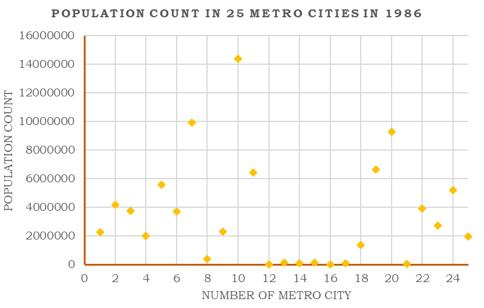 POPULATION COUNT IN 25 METRO CITIES IN 1986
16000000
14000000
12000000
10000000
8000000
6000000
4000000
2000000
0
POPULATION COUNT
0 2 4 6 8 10 12 14 16 18 20 22 24
NUMBER OF METRO CITY